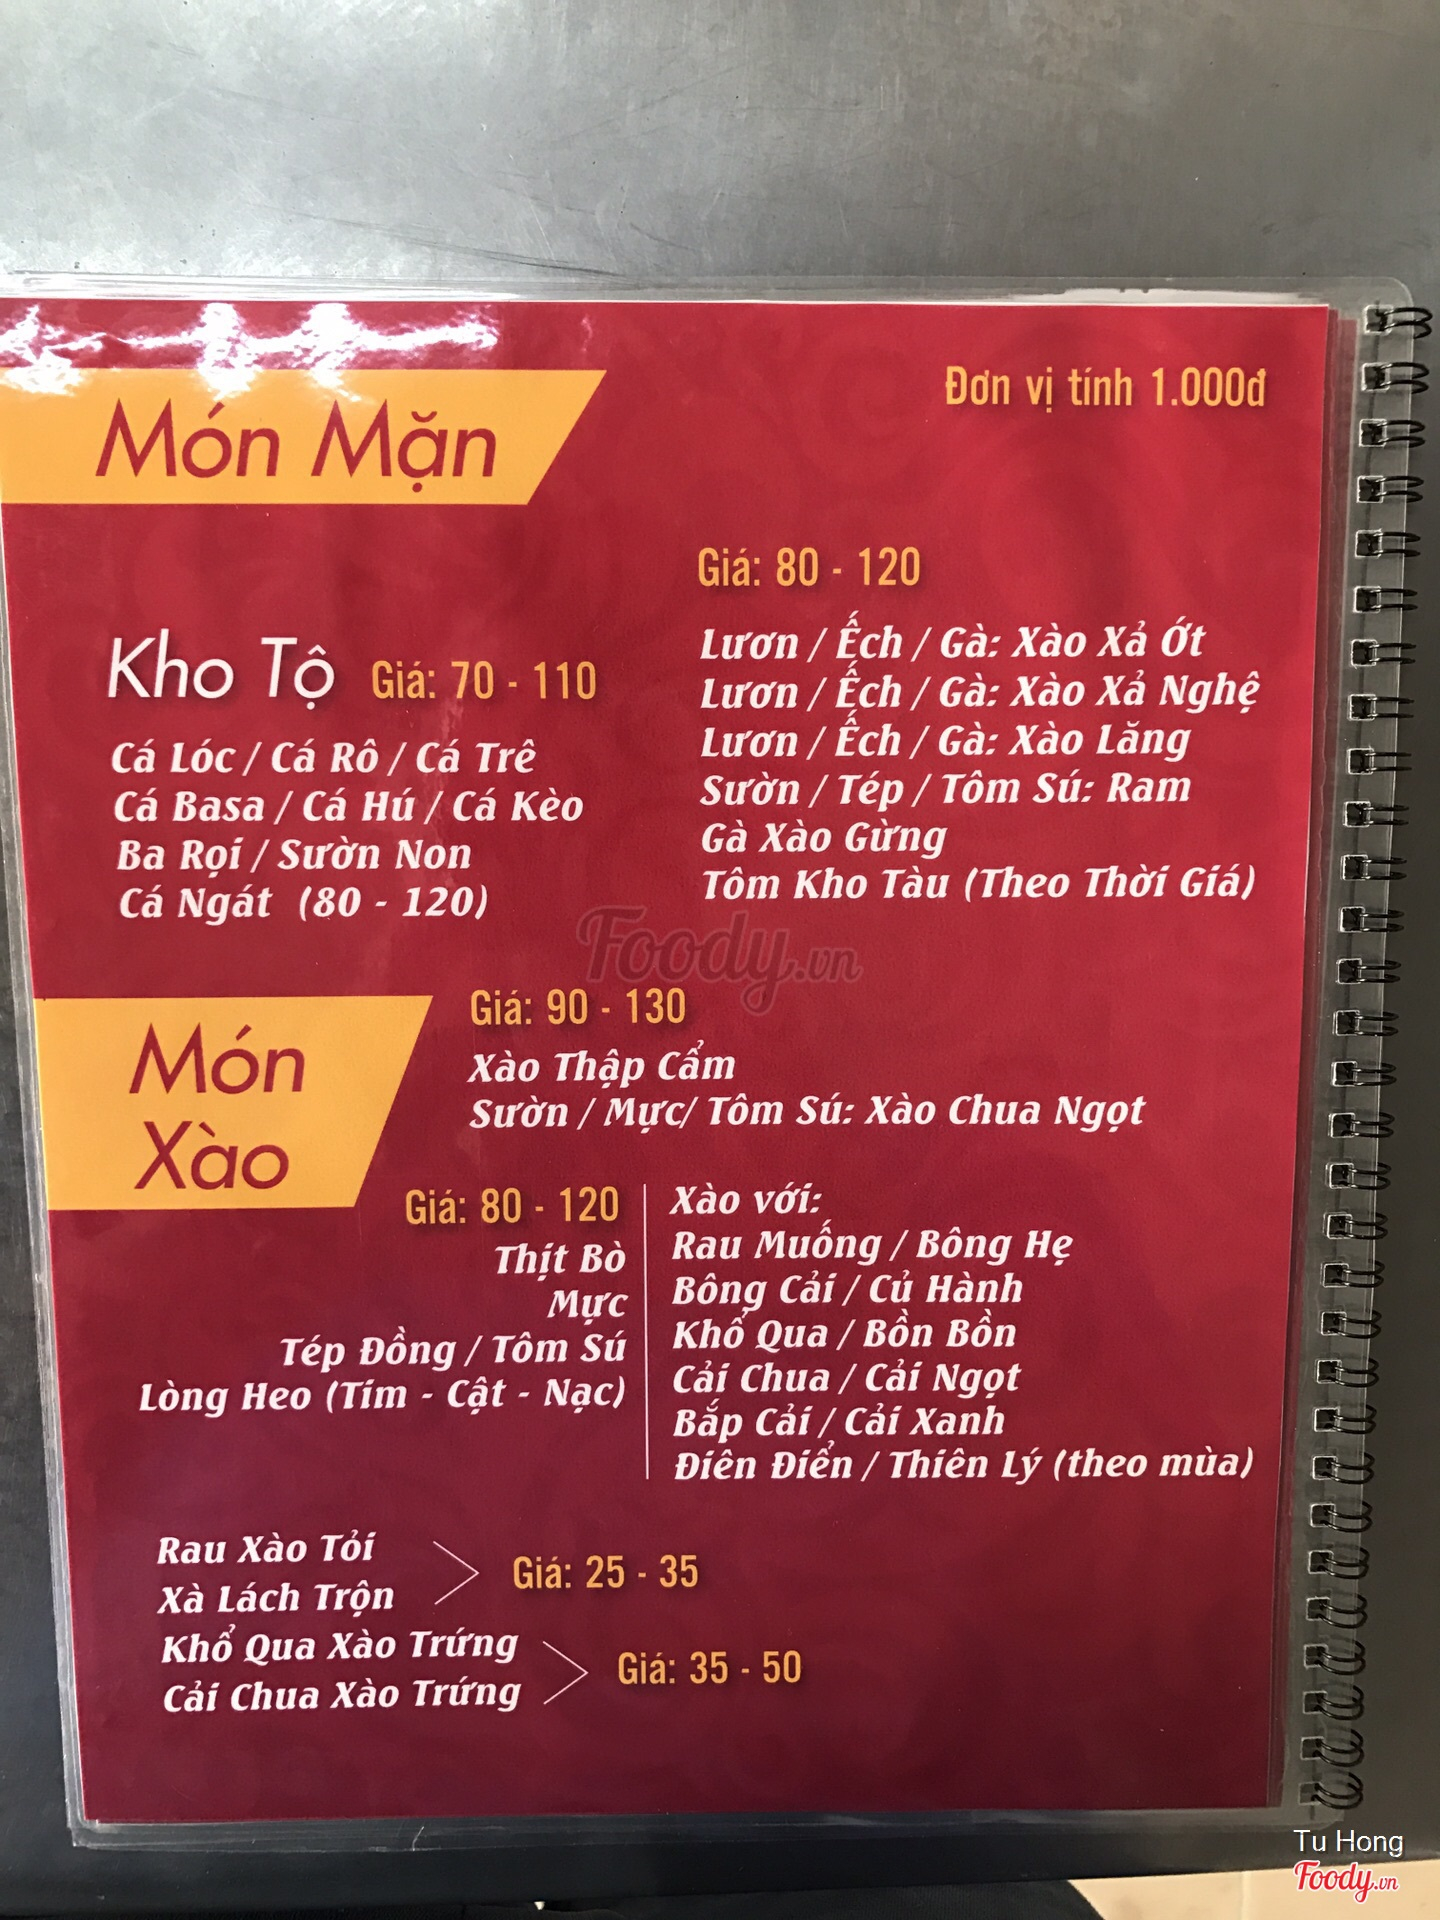 Món Mặn
Đơn vị tính 1.000đ
Kho Tộ Giá: 70 - 110
Cá Lóc / Cá Rô / Cá Trê
Cá Basa / Cá Hú / Cá Kèo
Ba Rọi / Sườn Non
Cá Ngát (80 - 120)
Giá: 80 - 120
Lươn / Ếch / Gà: Xào Xả Ớt
Lươn / Ếch / Gà: Xào Xả Nghệ
Lươn / Ếch / Gà: Xào Lăng
Sườn / Tép / Tôm Sú: Ram
Gà Xào Gừng
Tôm Kho Tàu (Theo Thời Giá)
Foody.vn
Món
Xào
Giá: 90 - 130
Xào Thập Cẩm
Sườn / Mực/ Tôm Sú: Xào Chua Ngọt
Giá: 80 - 120
Thịt Bò
Mực
Tép Đồng / Tôm Sú
Lòng Heo (Tim - Cật - Nạc)
Xào với:
Rau Muống / Bông Hẹ
Bông Cải / Củ Hành
Khổ Qua / Bồn Bồn
Cải Chua / Cải Ngọt
Bắp Cải / Cải Xanh
Điên Điển / Thiên Lý (theo mùa)
Rau Xào Tỏi
Xà Lách Trộn
Giá: 25 - 35
Khổ Qua Xào Trứng
Cải Chua Xào Trứng
Giá: 35 - 50
Tu Hong
Foody.vn